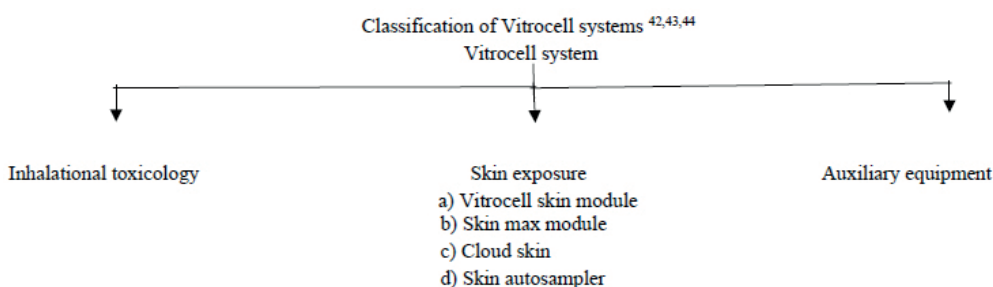 Classification of Vitrocell systems 42,43,44
Vitrocell system
Inhalational toxicology
Skin exposure
Auxiliary equipment
a) Vitrocell skin module
b) Skin max module
c) Cloud skin
d) Skin autosampler